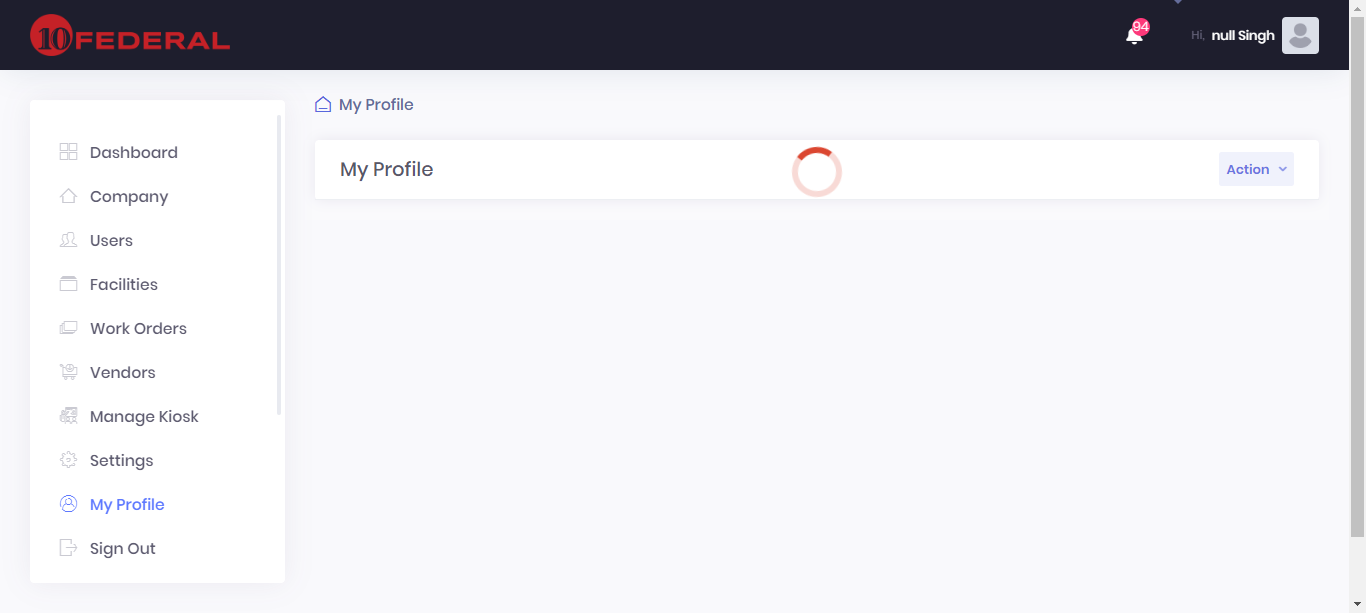 10 FEDERAL
94
Hi, null Singh
My Profile
Dashboard
Company
Users
Facilities
Work Orders
Vendors
Manage Kiosk
Settings
My Profile
Sign Out
My Profile
Action